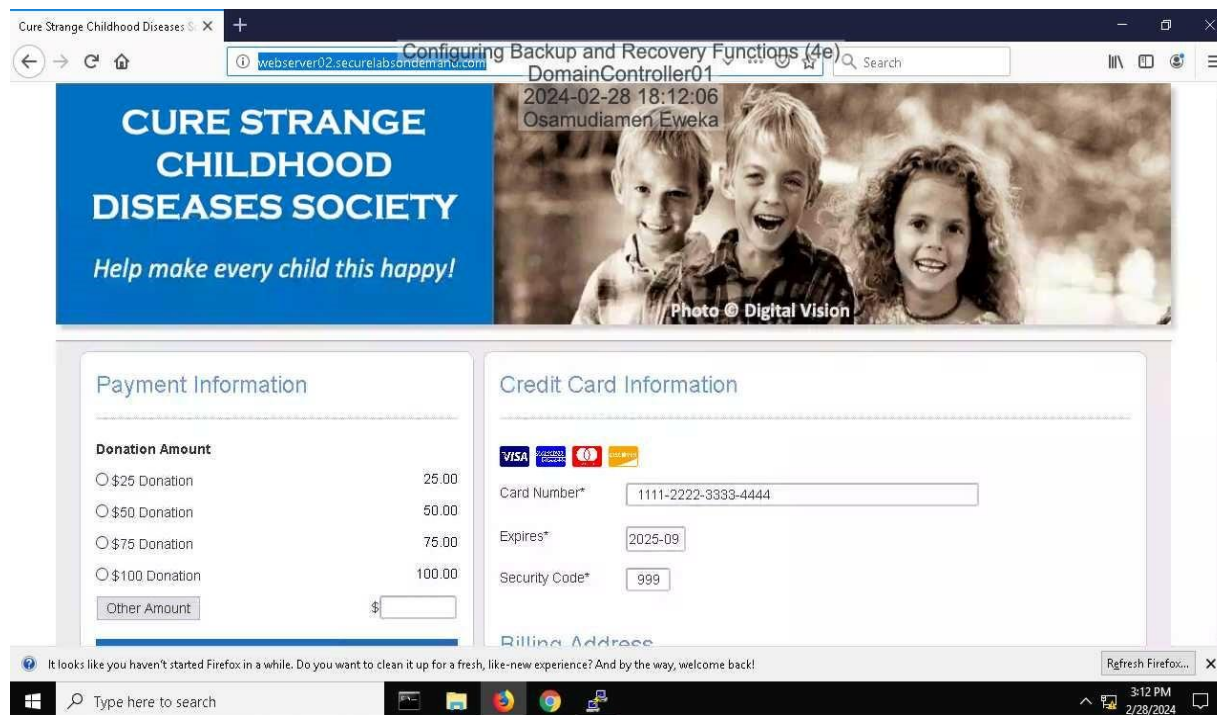 Cure Strange Childhood Diseases S
webserver02.securelabsondemand.com
Search
Configuring Backup and Recovery Functions (4e)
DomainController01
2024-02-28 18:12:06
Osamudiamen Eweka
CURE STRANGE
CHILDHOOD
DISEASES SOCIETY
Help make every child this happy!
Photo © Digital Vision
Payment Information
Donation Amount
$25 Donation 25.00
$50 Donation 50.00
$75 Donation 75.00
$100 Donation 100.00
Other Amount $
Credit Card Information
VISA
Card Number* 1111-2222-3333-4444
Expires* 2025-09
Security Code* 999
Billing Address
It looks like you haven't started Firefox in a while. Do you want to clean it up for a fresh, like-new experience? And by the way, welcome back!
Refresh Firefox...
Type here to search
3:12 PM
2/28/2024